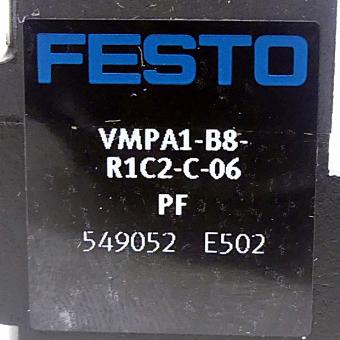 FESTO
VMPA1-B8-
R1C2-C-06
PF
549052 E502